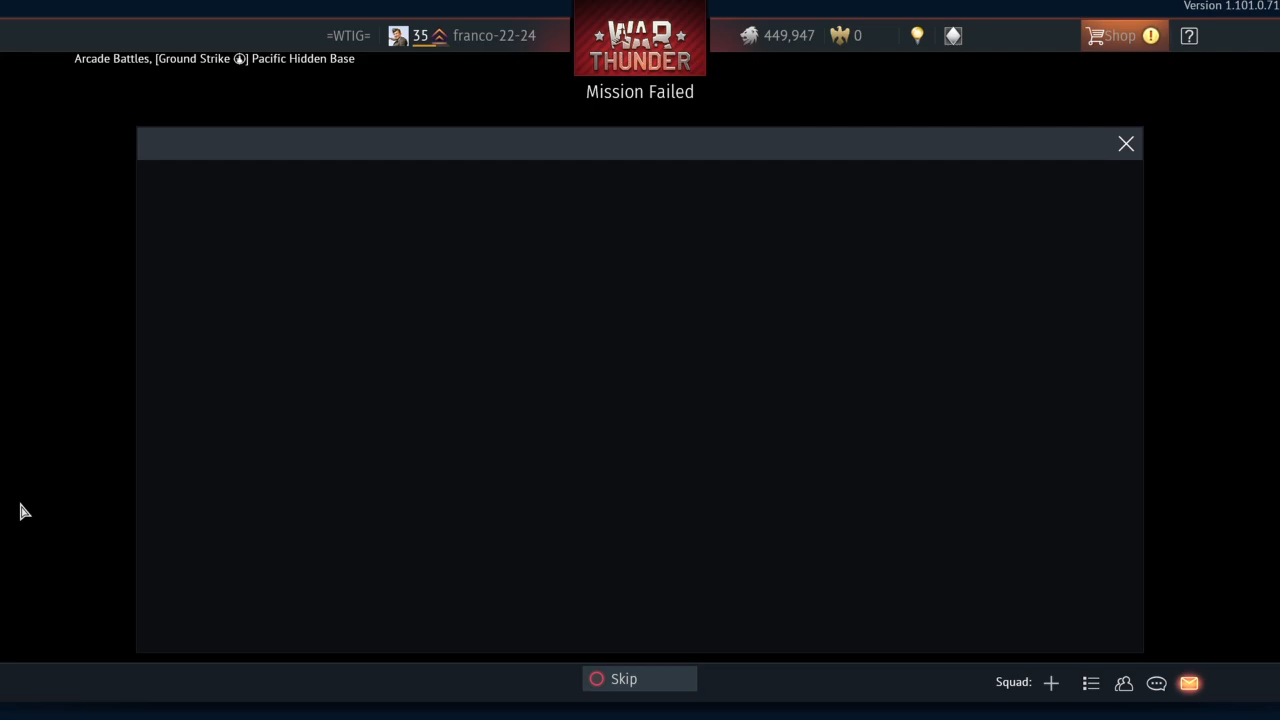 Version 1.101.0.71
=WTIG= 35 franco-22-24
WAR THUNDER
449,947 0
Shop
Arcade Battles, [Ground Strike] Pacific Hidden Base
Mission Failed
Skip
Squad: